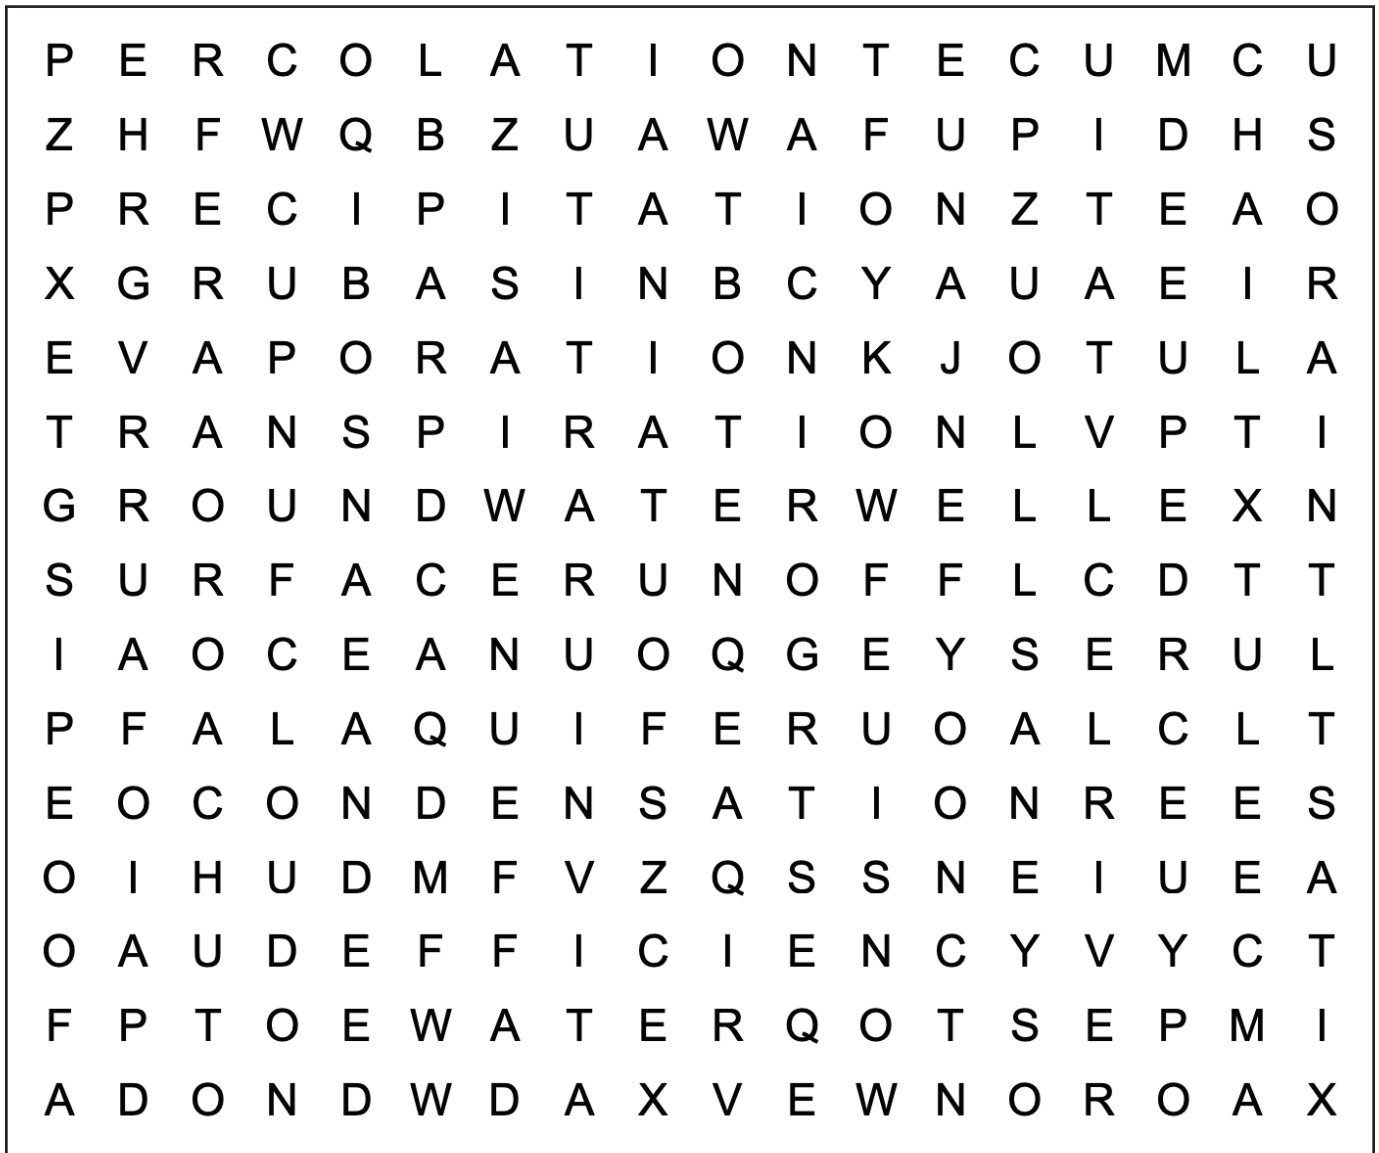 P E R C O L A T I O N T E C U M C U
Z H F W Q B Z U A W A F U P I D H S
P R E C I P I T A T I O N Z T E A O
X G R U B A S I N B C Y A U A E I R
E V A P O R A T I O N K J O T U L A
T R A N S P I R A T I O N L V P T I
G R O U N D W A T E R W E L L E X N
S U R F A C E R U N O F F L C D T T
I A O C E A N U O Q G E Y S E R U L
P F A L A Q U I F E R U O A L C L T
E O C O N D E N S A T I O N R E E S
O I H U D M F V Z Q S S N E I U E A
O A U D E F F I C I E N C Y V Y C T
F P T O E W A T E R Q O T S E P M I
A D O N D W D A X V E W N O R O A X